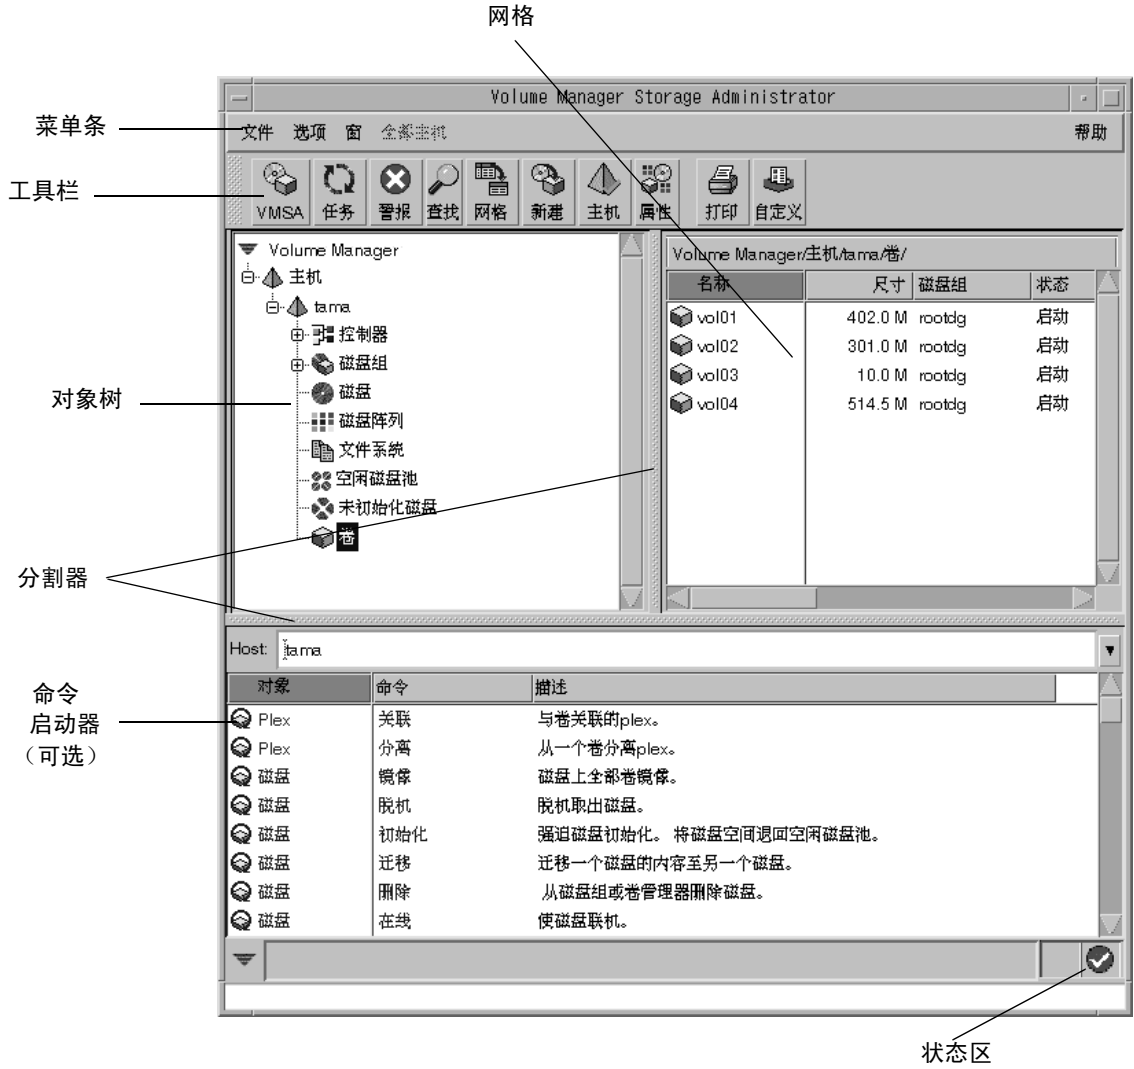 网格
Volume Manager Storage Administrator
菜单条
文件 选项 窗 全部主机 帮助
工具栏
VMSA 任务 警报 查找 网格 新建 主机 属性 打印 自定义
Volume Manager
主机
tama
控制器
磁盘组
磁盘
磁盘阵列
文件系统
空闲磁盘池
未初始化磁盘
卷
对象树
Volume Manager/主机/tama/卷/
名称 尺寸 磁盘组 状态
vol01 402.0 M rootdg 启动
vol02 301.0 M rootdg 启动
vol03 10.0 M rootdg 启动
vol04 514.5 M rootdg 启动
分割器
Host: tama
对象 命令 描述
命令
启动器
（可选）
Plex 关联 与卷关联的plex。
Plex 分离 从一个卷分离plex。
磁盘 镜像 磁盘上全部卷镜像。
磁盘 脱机 脱机取出磁盘。
磁盘 初始化 强迫磁盘初始化。 将磁盘空间退回空闲磁盘池。
磁盘 迁移 迁移一个磁盘的内容至另一个磁盘。
磁盘 删除 从磁盘组或卷管理器删除磁盘。
磁盘 在线 使磁盘联机。
状态区